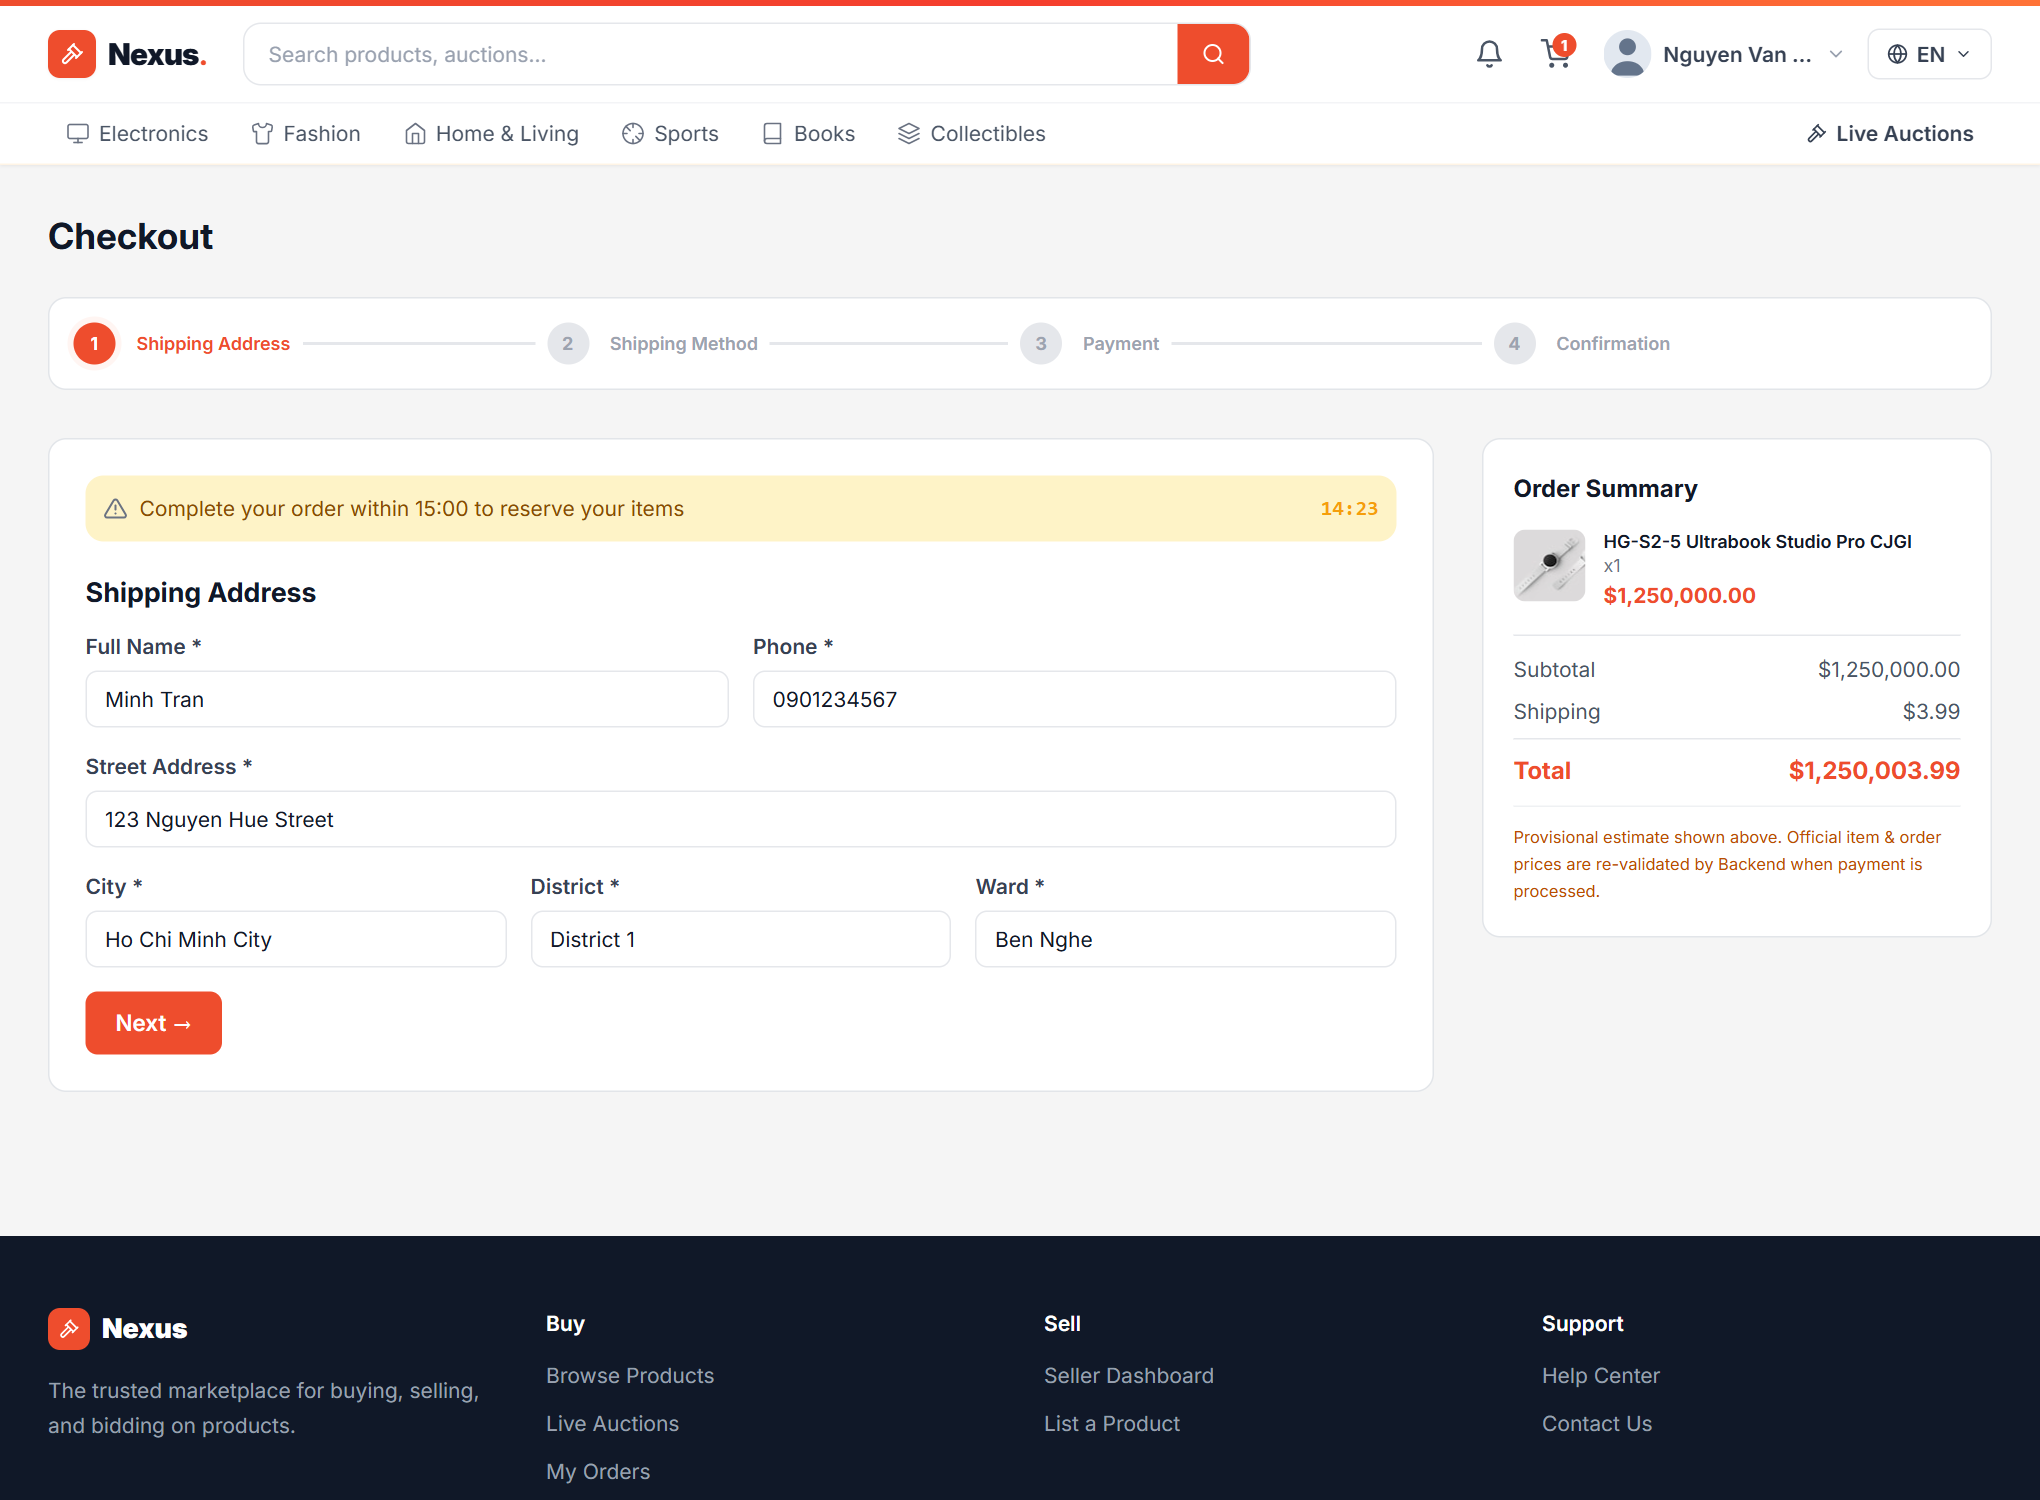 Nexus.
Search products, auctions...
1
Nguyen Van ...
EN
Electronics
Fashion
Home & Living
Sports
Books
Collectibles
Live Auctions
Checkout
1
Shipping Address
2
Shipping Method
3
Payment
4
Confirmation
Complete your order within 15:00 to reserve your items
14:23
Shipping Address
Full Name *
Phone *
Minh Tran
0901234567
Street Address *
123 Nguyen Hue Street
City *
District *
Ward *
Ho Chi Minh City
District 1
Ben Nghe
Next →
Order Summary
HG-S2-5 Ultrabook Studio Pro CJGI
x1
$1,250,000.00
Subtotal
$1,250,000.00
Shipping
$3.99
Total
$1,250,003.99
Provisional estimate shown above. Official item & order
prices are re-validated by Backend when payment is
processed.
Nexus
The trusted marketplace for buying, selling,
and bidding on products.
Buy
Browse Products
Live Auctions
My Orders
Sell
Seller Dashboard
List a Product
Support
Help Center
Contact Us